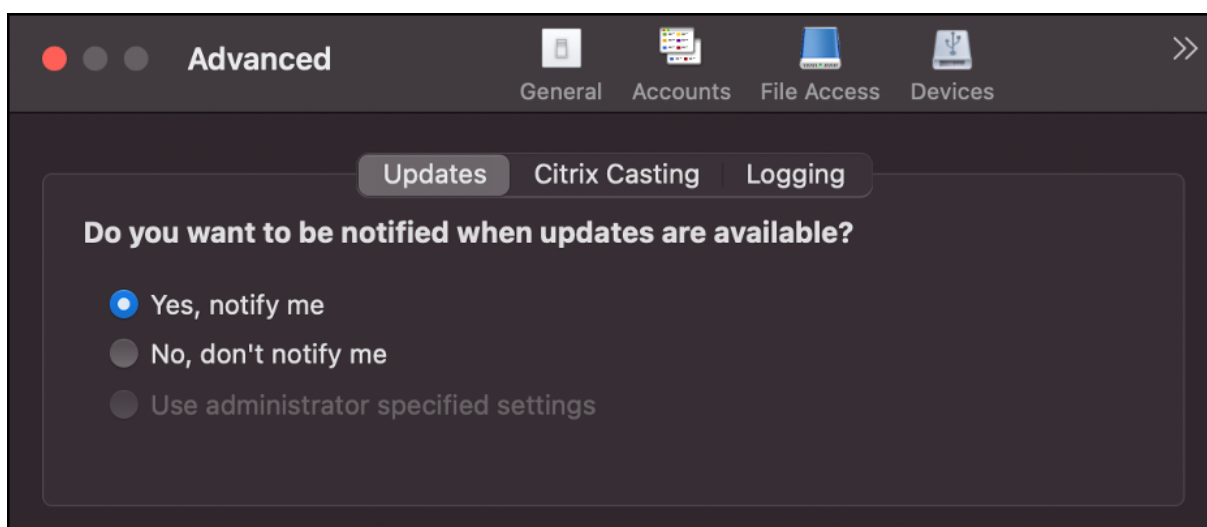 Advanced
General Accounts File Access Devices
Updates Citrix Casting Logging
Do you want to be notified when updates are available?
Yes, notify me
No, don't notify me
Use administrator specified settings